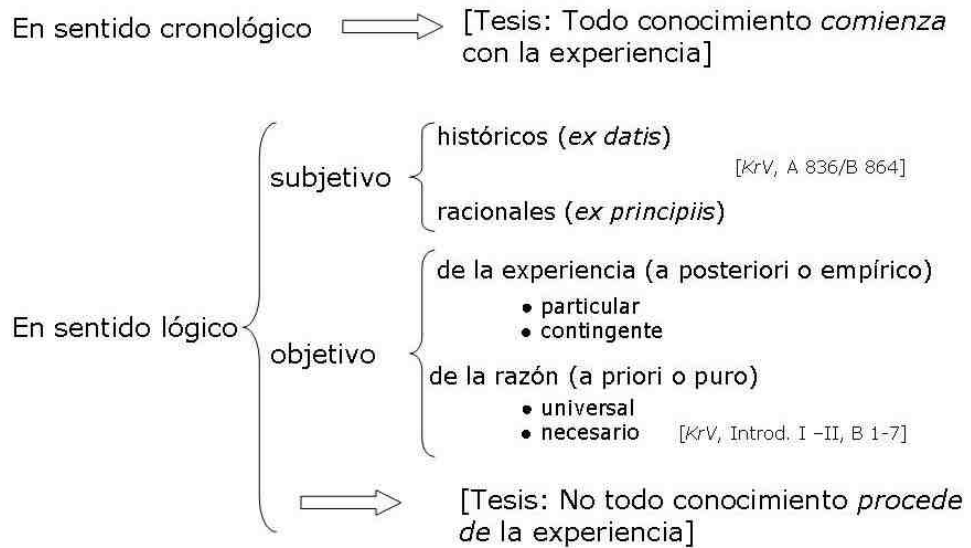 En sentido cronológico
[Tesis: Todo conocimiento comienza
con la experiencia]
históricos (ex datis)
[KrV, A 836/B 864]
subjetivo
racionales (ex principiis)
de la experiencia (a posteriori o empírico)
• particular
• contingente
En sentido lógico
objetivo
de la razón (a priori o puro)
• universal
• necesario [KrV, Introd. I –II, B 1-7]
[Tesis: No todo conocimiento procede
de la experiencia]